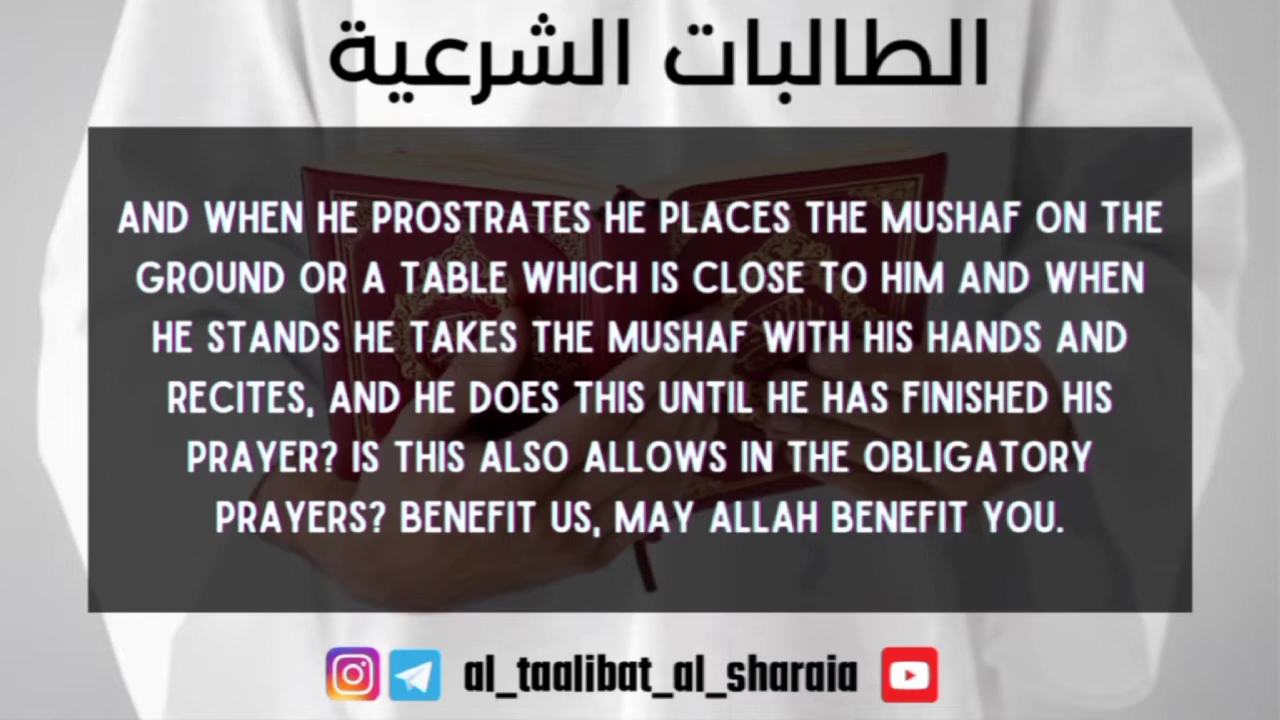 الطالبات الشرعية
AND WHEN HE PROSTRATES HE PLACES THE MUSHAF ON THE
GROUND OR A TABLE WHICH IS CLOSE TO HIM AND WHEN
HE STANDS HE TAKES THE MUSHAF WITH HIS HANDS AND
RECITES, AND HE DOES THIS UNTIL HE HAS FINISHED HIS
PRAYER? IS THIS ALSO ALLOWS IN THE OBLIGATORY
PRAYERS? BENEFIT US, MAY ALLAH BENEFIT YOU.
al_taalibat_al_sharaia